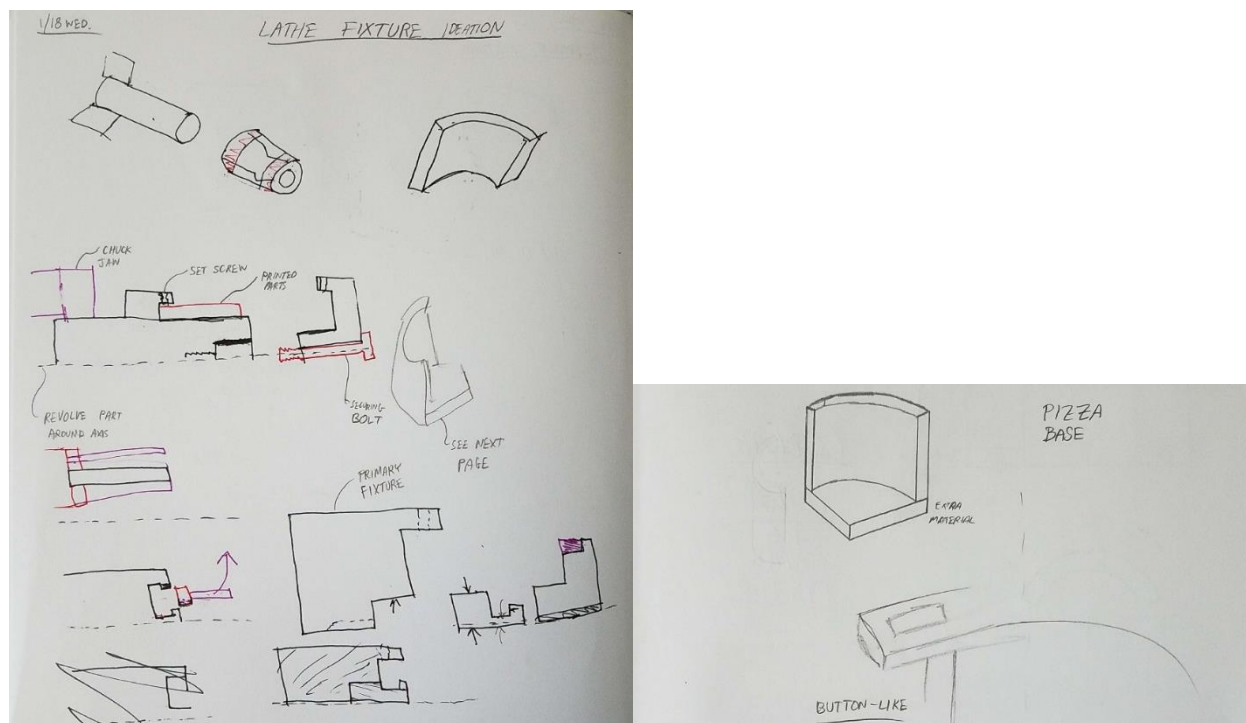 1/18 WED.
LATHE FIXTURE IDEATION
CHUCK
JAW
SET SCREW
PRINTED
PARTS
SECURING
BOLT
REVOLVE PART
AROUND AXIS
SEE NEXT
PAGE
PRIMARY
FIXTURE
PIZZA
BASE
EXTRA
MATERIAL
BUTTON-LIKE